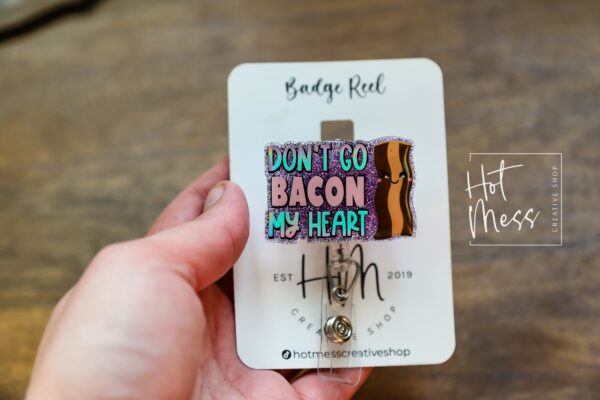 Badge Reel
DON'T GO
BACON
MY HEART
EST HM 2019
CREATIVE SHOP
hotmesscreativeshop
Hot
Mess
CREATIVE SHOP